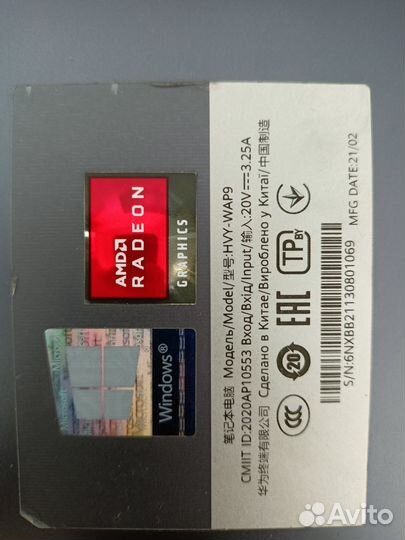 AMD
RADEON
GRAPHICS
Windows®
笔记本电脑 Модель/Model/型号:HVY-WAP9
CMIIT ID:2020AP10553 Вход/Вхід/Input/输入:20V⎓3.25A
华为终端有限公司 Сделано в Китае/Вироблено у Китаї/中国制造
CCC
20
EAC
TP BY
S/N:6NXBB21130801069
MFG DATE:21/02
Avito